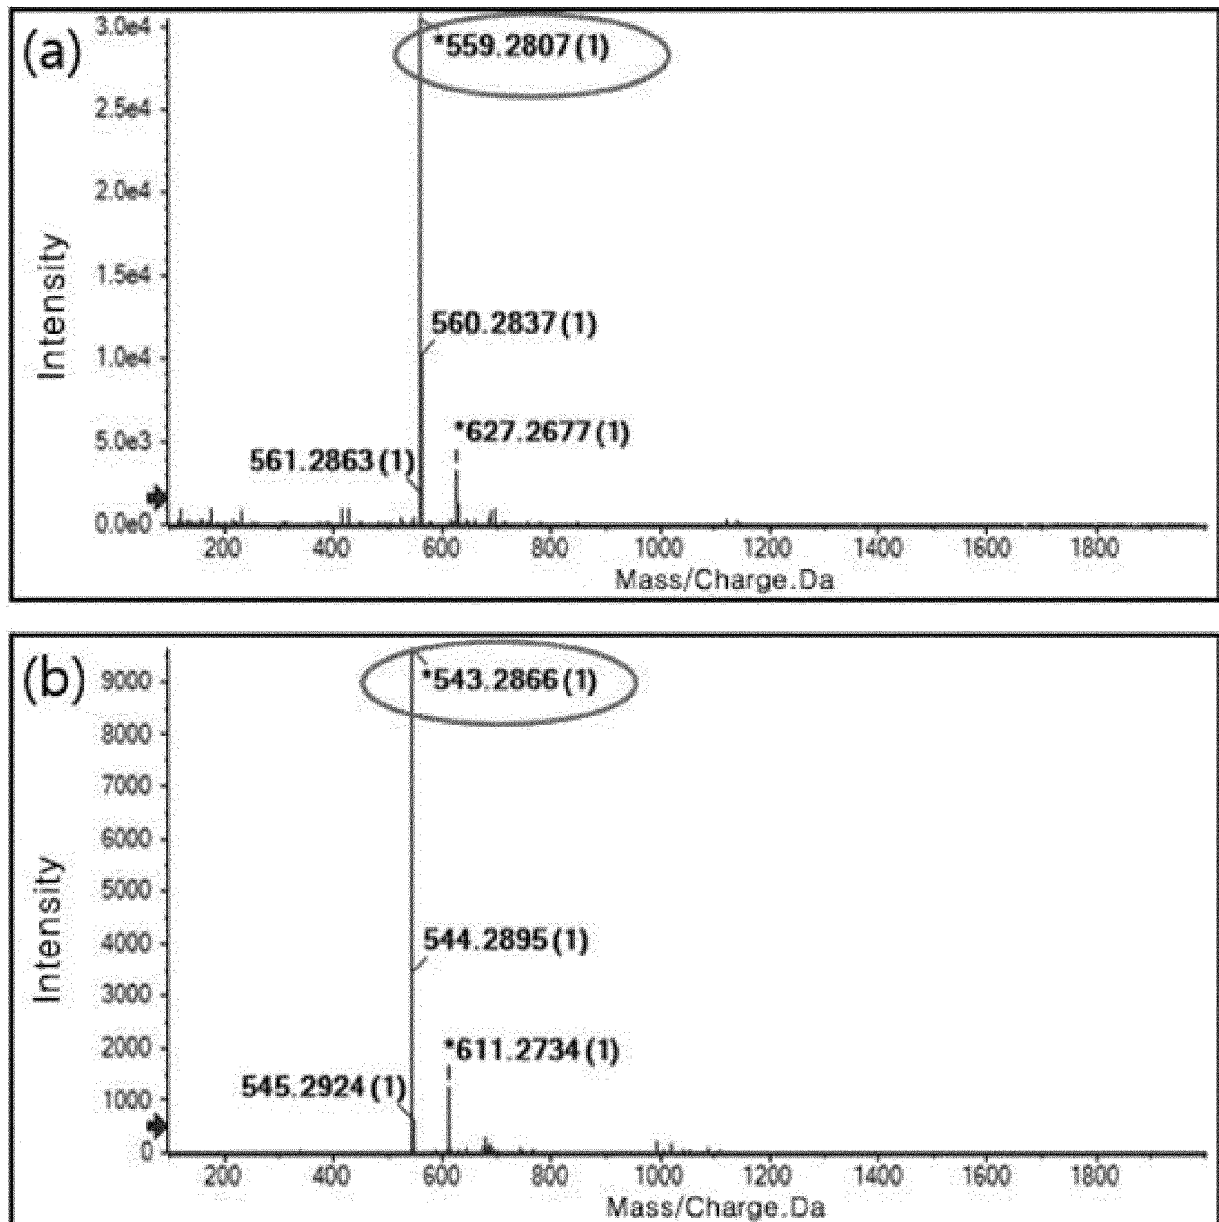 (a)
3.0e4
*559.2807 (1)
2.5e4
2.0e4
1.5e4
560.2837 (1)
1.0e4
*627.2677 (1)
5.0e3
561.2863 (1)
0.0e0
Intensity
200 400 600 800 1000 1200 1400 1600 1800
Mass/Charge.Da
(b)
9000
*543.2866 (1)
8000
7000
6000
5000
544.2895 (1)
4000
3000
2000
*611.2734 (1)
545.2924 (1)
1000
0
Intensity
200 400 600 800 1000 1200 1400 1600 1800
Mass/Charge.Da